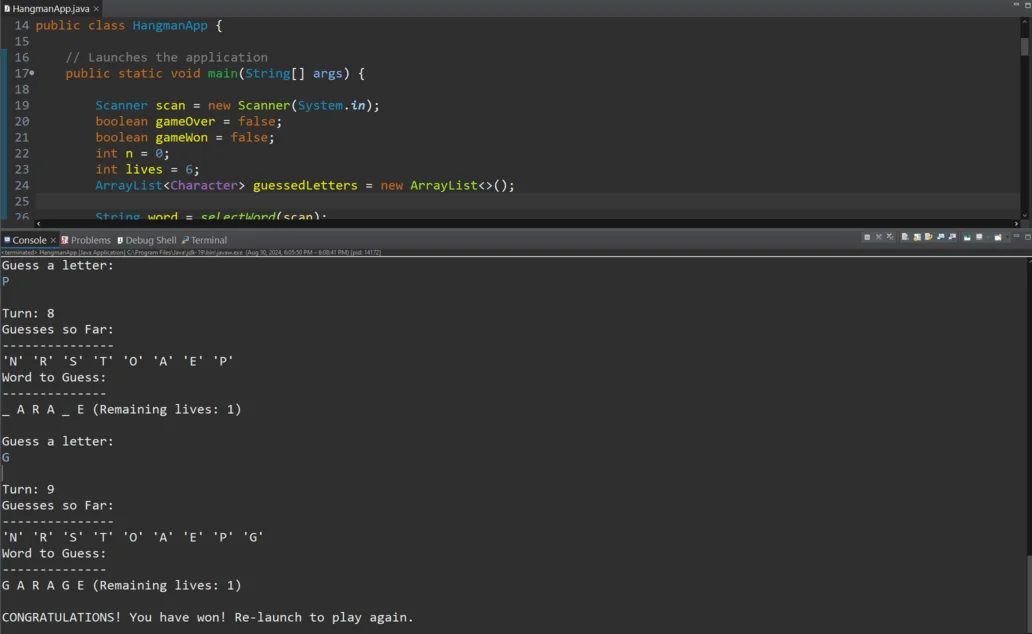 HangmanApp.java ×
14 public class HangmanApp {
15
16 // Launches the application
17 public static void main(String[] args) {
18
19 Scanner scan = new Scanner(System.in);
20 boolean gameOver = false;
21 boolean gameWon = false;
22 int n = 0;
23 int lives = 6;
24 ArrayList<Character> guessedLetters = new ArrayList<>();
25
26 String word = selectWord(scan);
Console × Problems Debug Shell Terminal
<terminated> HangmanApp [Java Application] C:\Program Files\Java\jdk-19\bin\javaw.exe (Aug 30, 2024, 6:05:50 PM – 6:08:41 PM) [pid: 14172]
Guess a letter:
P
Turn: 8
Guesses so Far:
---------------
'N' 'R' 'S' 'T' 'O' 'A' 'E' 'P'
Word to Guess:
--------------
_ A R A _ E (Remaining lives: 1)
Guess a letter:
G
Turn: 9
Guesses so Far:
---------------
'N' 'R' 'S' 'T' 'O' 'A' 'E' 'P' 'G'
Word to Guess:
--------------
G A R A G E (Remaining lives: 1)
CONGRATULATIONS! You have won! Re-launch to play again.